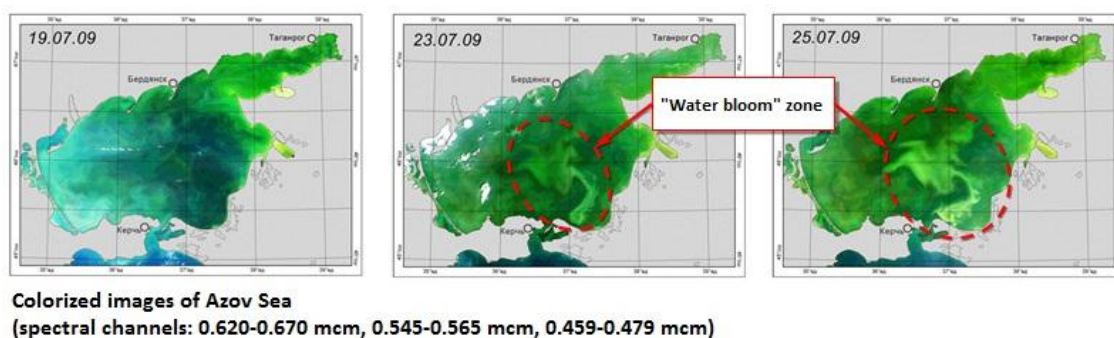 19.07.09
Таганрог
Бердянск
Керчь
23.07.09
Таганрог
Бердянск
Керчь
"Water bloom" zone
25.07.09
Таганрог
Бердянск
Керчь
Colorized images of Azov Sea
(spectral channels: 0.620-0.670 mcm, 0.545-0.565 mcm, 0.459-0.479 mcm)